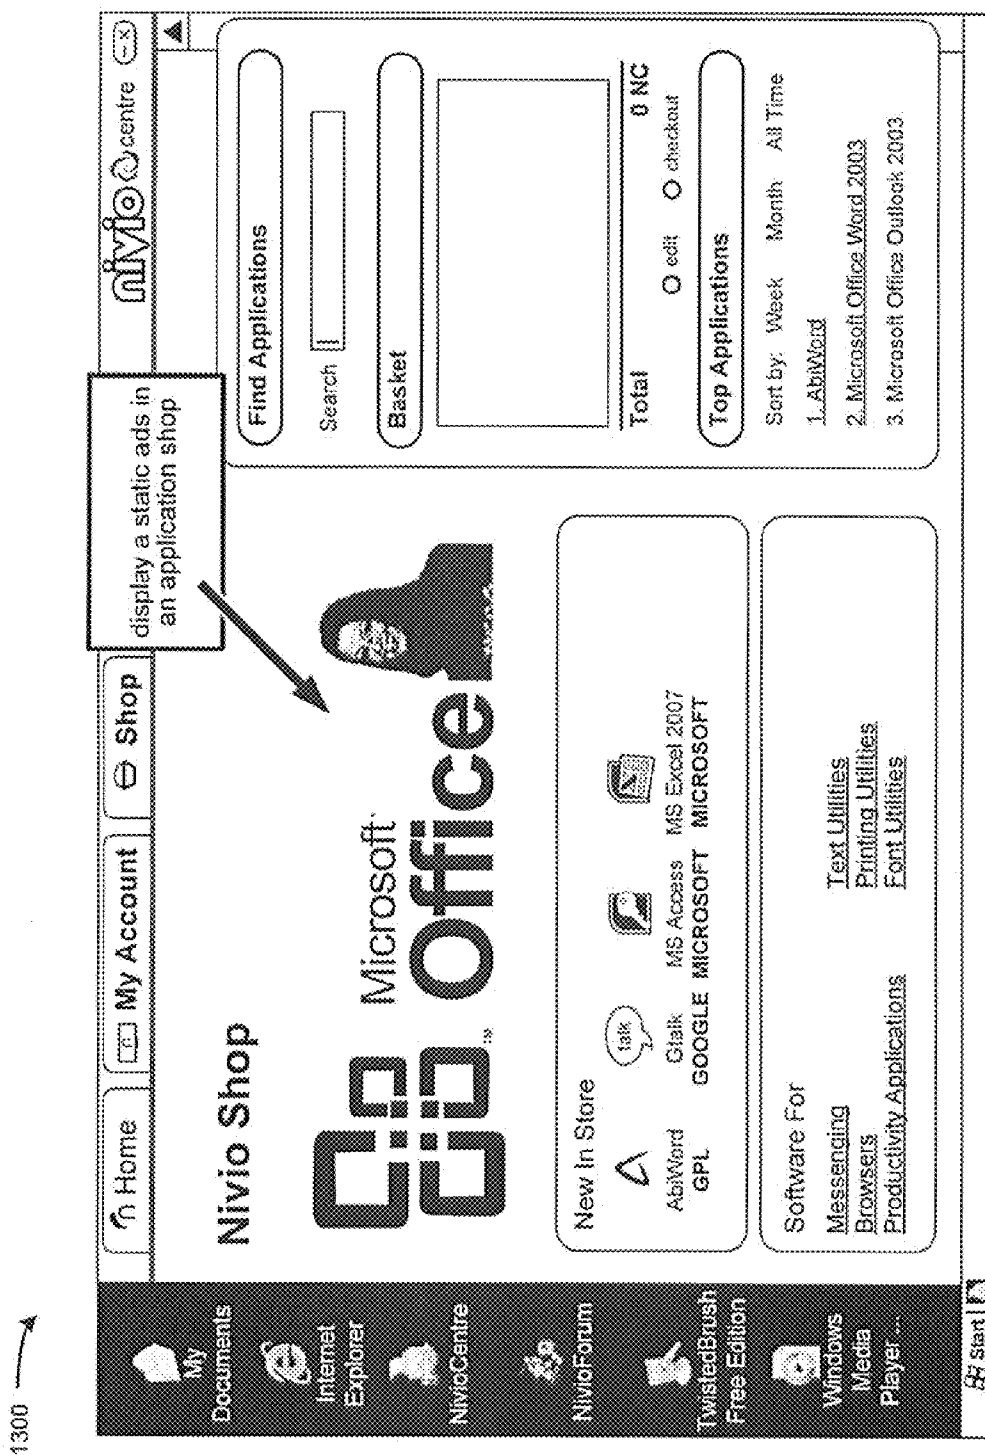 1300
My
Documents
Internet
Explorer
NivioCentre
NivioForum
TwistedBrush
Free Edition
Windows
Media
Player ...
start
Home
My Account
Shop
nivio centre
display a static ads in
an application shop
Nivio Shop
Microsoft
Office
New In Store
AbiWord
GPL
talk
Gtalk
GOOGLE
MS Access
MICROSOFT
MS Excel 2007
MICROSOFT
Software For
Messenging
Browsers
Productivity Applications
Text Utilities
Printing Utilities
Font Utilities
Find Applications
Search
Basket
Total 0 NC
edit checkout
Top Applications
Sort by: Week Month All Time
1. AbiWord
2. Microsoft Office Word 2003
3. Microsoft Office Outlook 2003